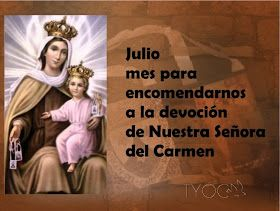 Julio
mes para
encomendarnos
a la devoción
de Nuestra Señora
del Carmen